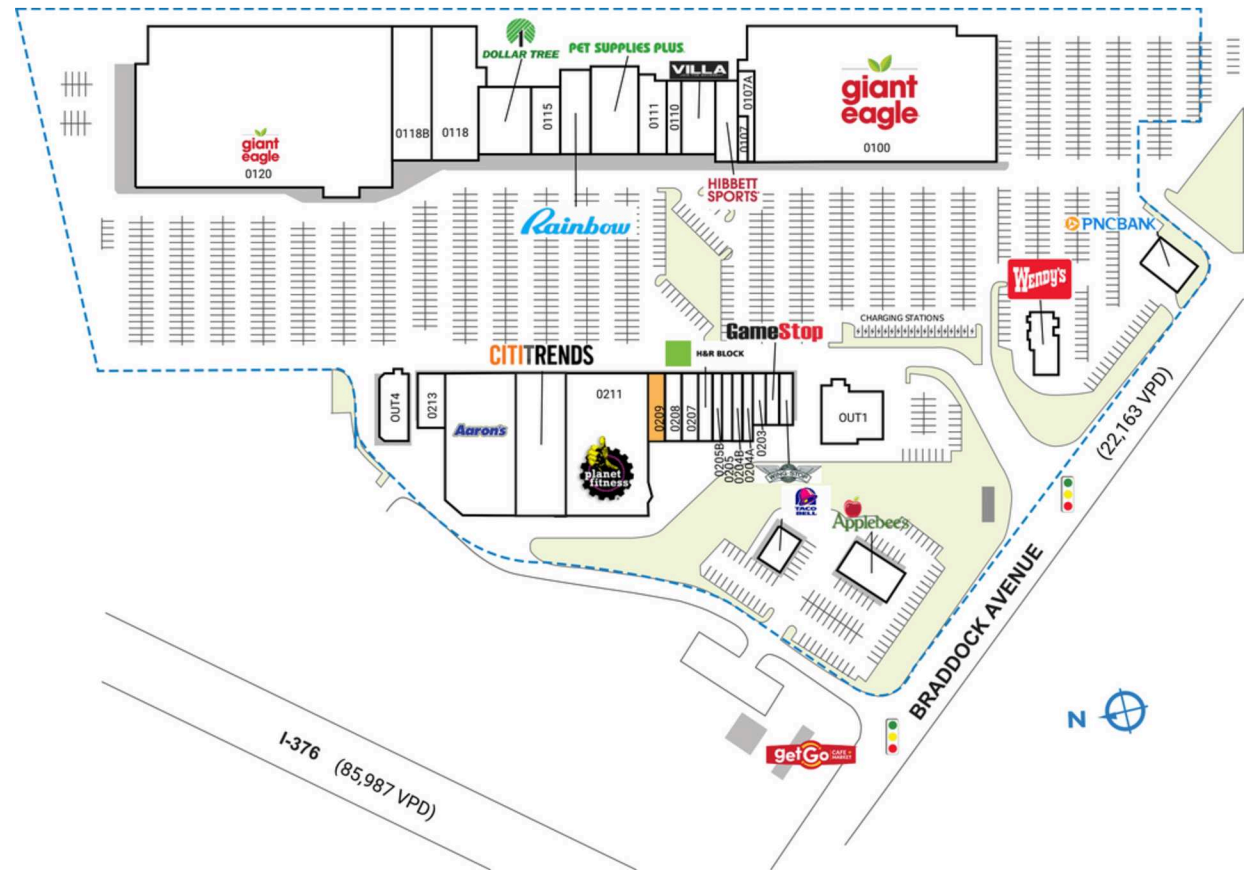 DOLLAR TREE
PET SUPPLIES PLUS
VILLA
giant
eagle
0100
0107A
0107
0110
0111
0115
0118
0118B
giant
eagle
0120
HIBBETT
SPORTS
Rainbow
PNCBANK
WENDY'S
CHARGING STATIONS
GameStop
H&R BLOCK
CITITRENDS
OUT4
0213
Aaron's
0211
planet
fitness
0209
0208
0207
0205B
0205
0204B
0204A
0203
OUT1
WING STOP
TACO
BELL
Applebee's
(22,163 VPD)
BRADDOCK AVENUE
N
getGo
CAFE +
MARKET
I-376 (85,987 VPD)